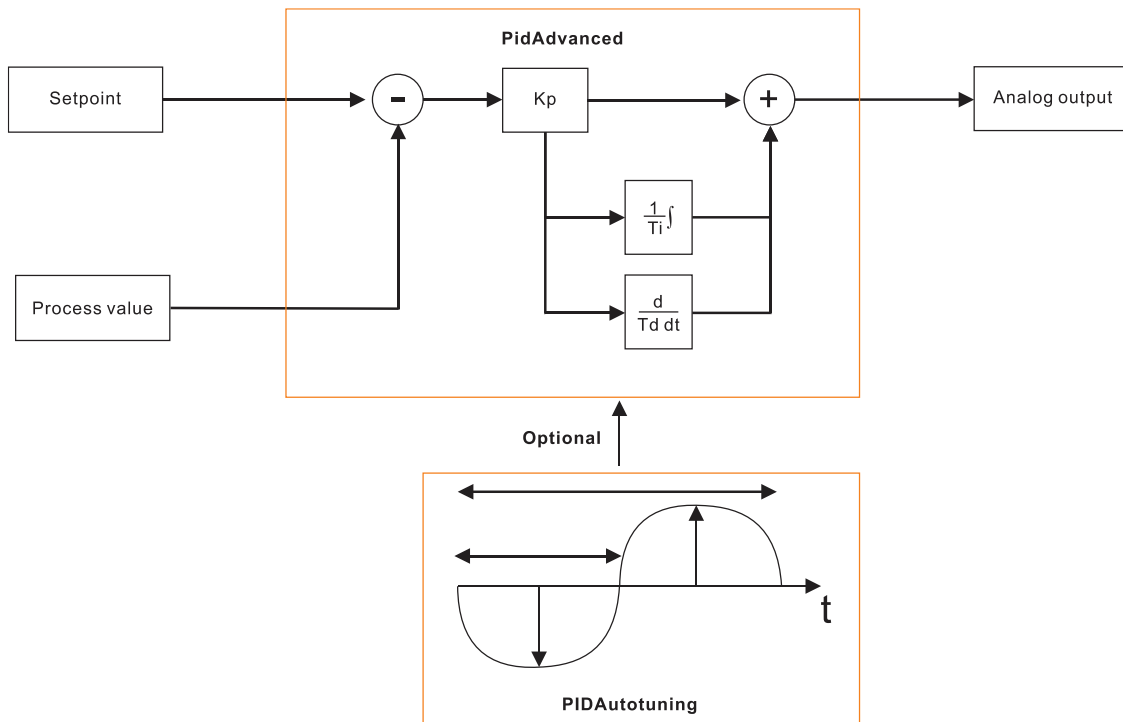 PidAdvanced
Setpoint
-
Kp
+
Analog output
1
Ti ∫
Process value
d
Td dt
Optional
t
PIDAutotuning